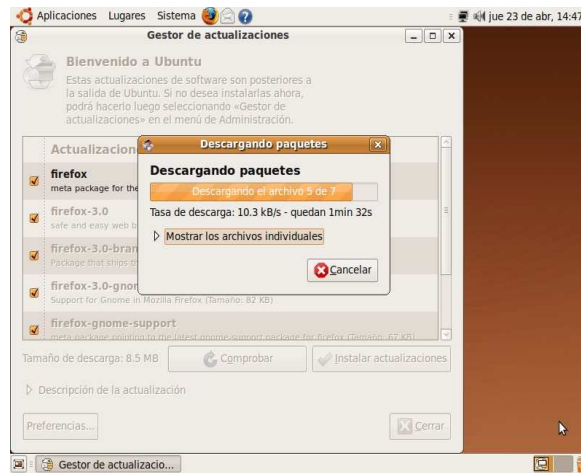 Aplicaciones Lugares Sistema jue 23 de abr, 14:47
Gestor de actualizaciones
Bienvenido a Ubuntu
Estas actualizaciones de software son posteriores a
la salida de Ubuntu. Si no desea instalarlas ahora,
podrá hacerlo luego seleccionando «Gestor de
actualizaciones» en el menú de Administración.
Actualizacion
Descargando paquetes
Descargando paquetes
Descargando el archivo 5 de 7
Tasa de descarga: 10.3 kB/s - quedan 1min 32s
Mostrar los archivos individuales
Cancelar
firefox
meta package for the
firefox-3.0
safe and easy web b
firefox-3.0-bran
Package that ships th
firefox-3.0-gnor
Support for Gnome in Mozilla Firefox (Tamaño: 82 KB)
firefox-gnome-support
meta package pointing to the latest gnome-support package for firefox (Tamaño: 67 KB)
Tamaño de descarga: 8.5 MB Comprobar Instalar actualizaciones
Descripción de la actualización
Preferencias... Cerrar
Gestor de actualizacio...